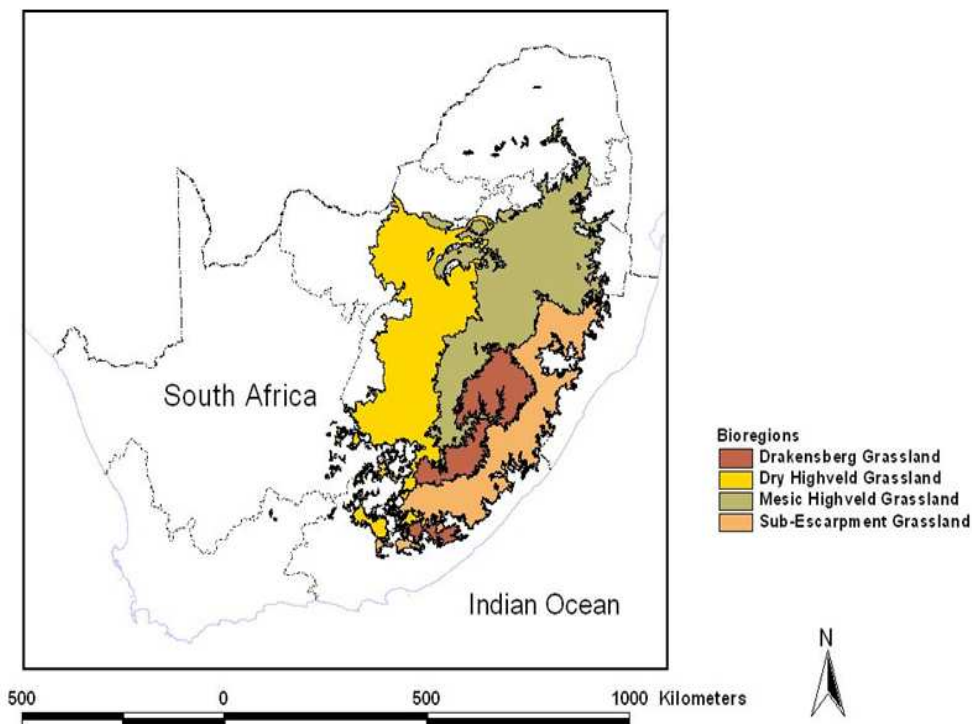 South Africa
Indian Ocean
Bioregions
Drakensberg Grassland
Dry Highveld Grassland
Mesic Highveld Grassland
Sub-Escarpment Grassland
N
500 0 500 1000 Kilometers